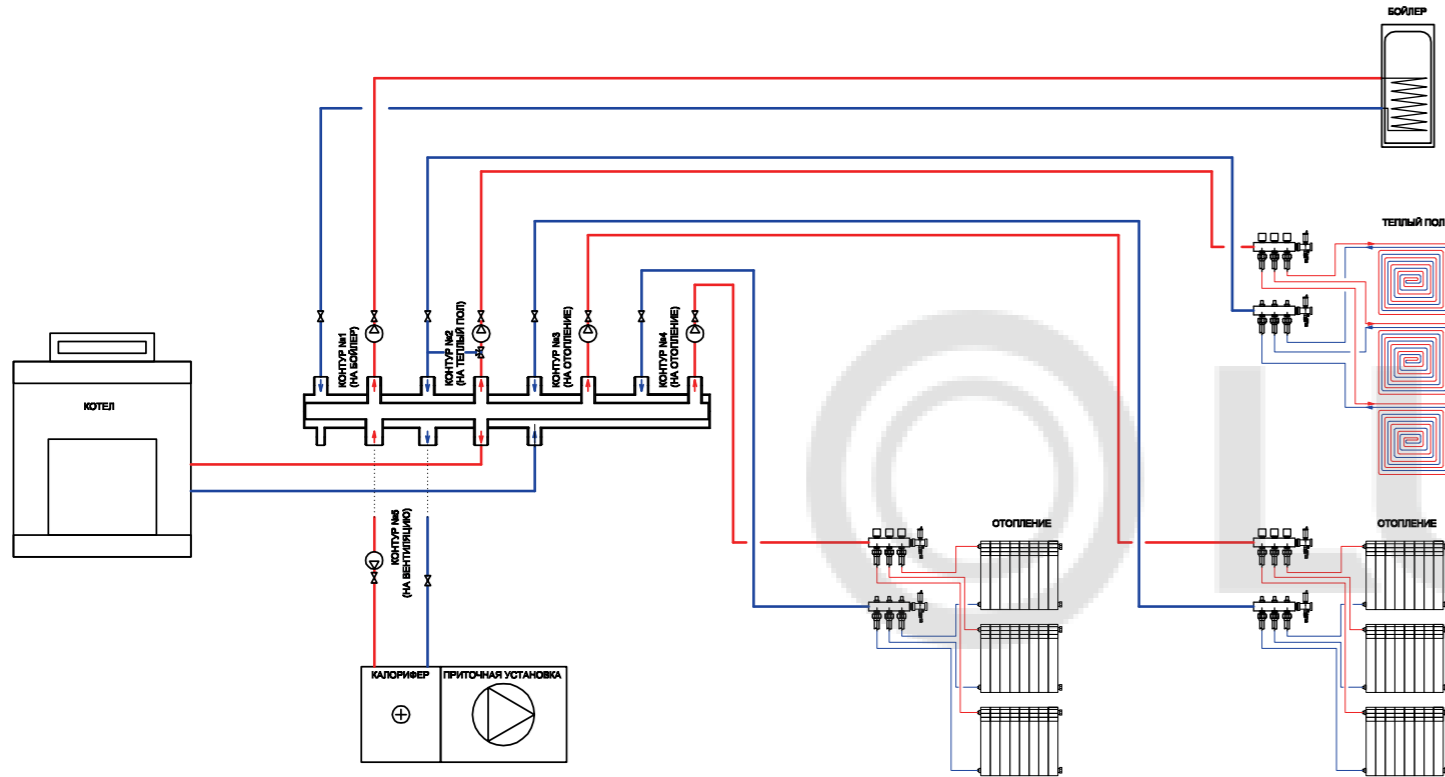 БОЙЛЕР
ТЕПЛЫЙ ПОЛ
КОНТУР №1
(НА БОЙЛЕР)
КОНТУР №2
(НА ТЕПЛЫЙ ПОЛ)
КОНТУР №3
(НА ОТОПЛЕНИЕ)
КОНТУР №4
(НА ОТОПЛЕНИЕ)
КОТЕЛ
КОНТУР №5
(НА ВЕНТИЛЯЦИЮ)
ОТОПЛЕНИЕ
ОТОПЛЕНИЕ
КАЛОРИФЕР
ПРИТОЧНАЯ УСТАНОВКА